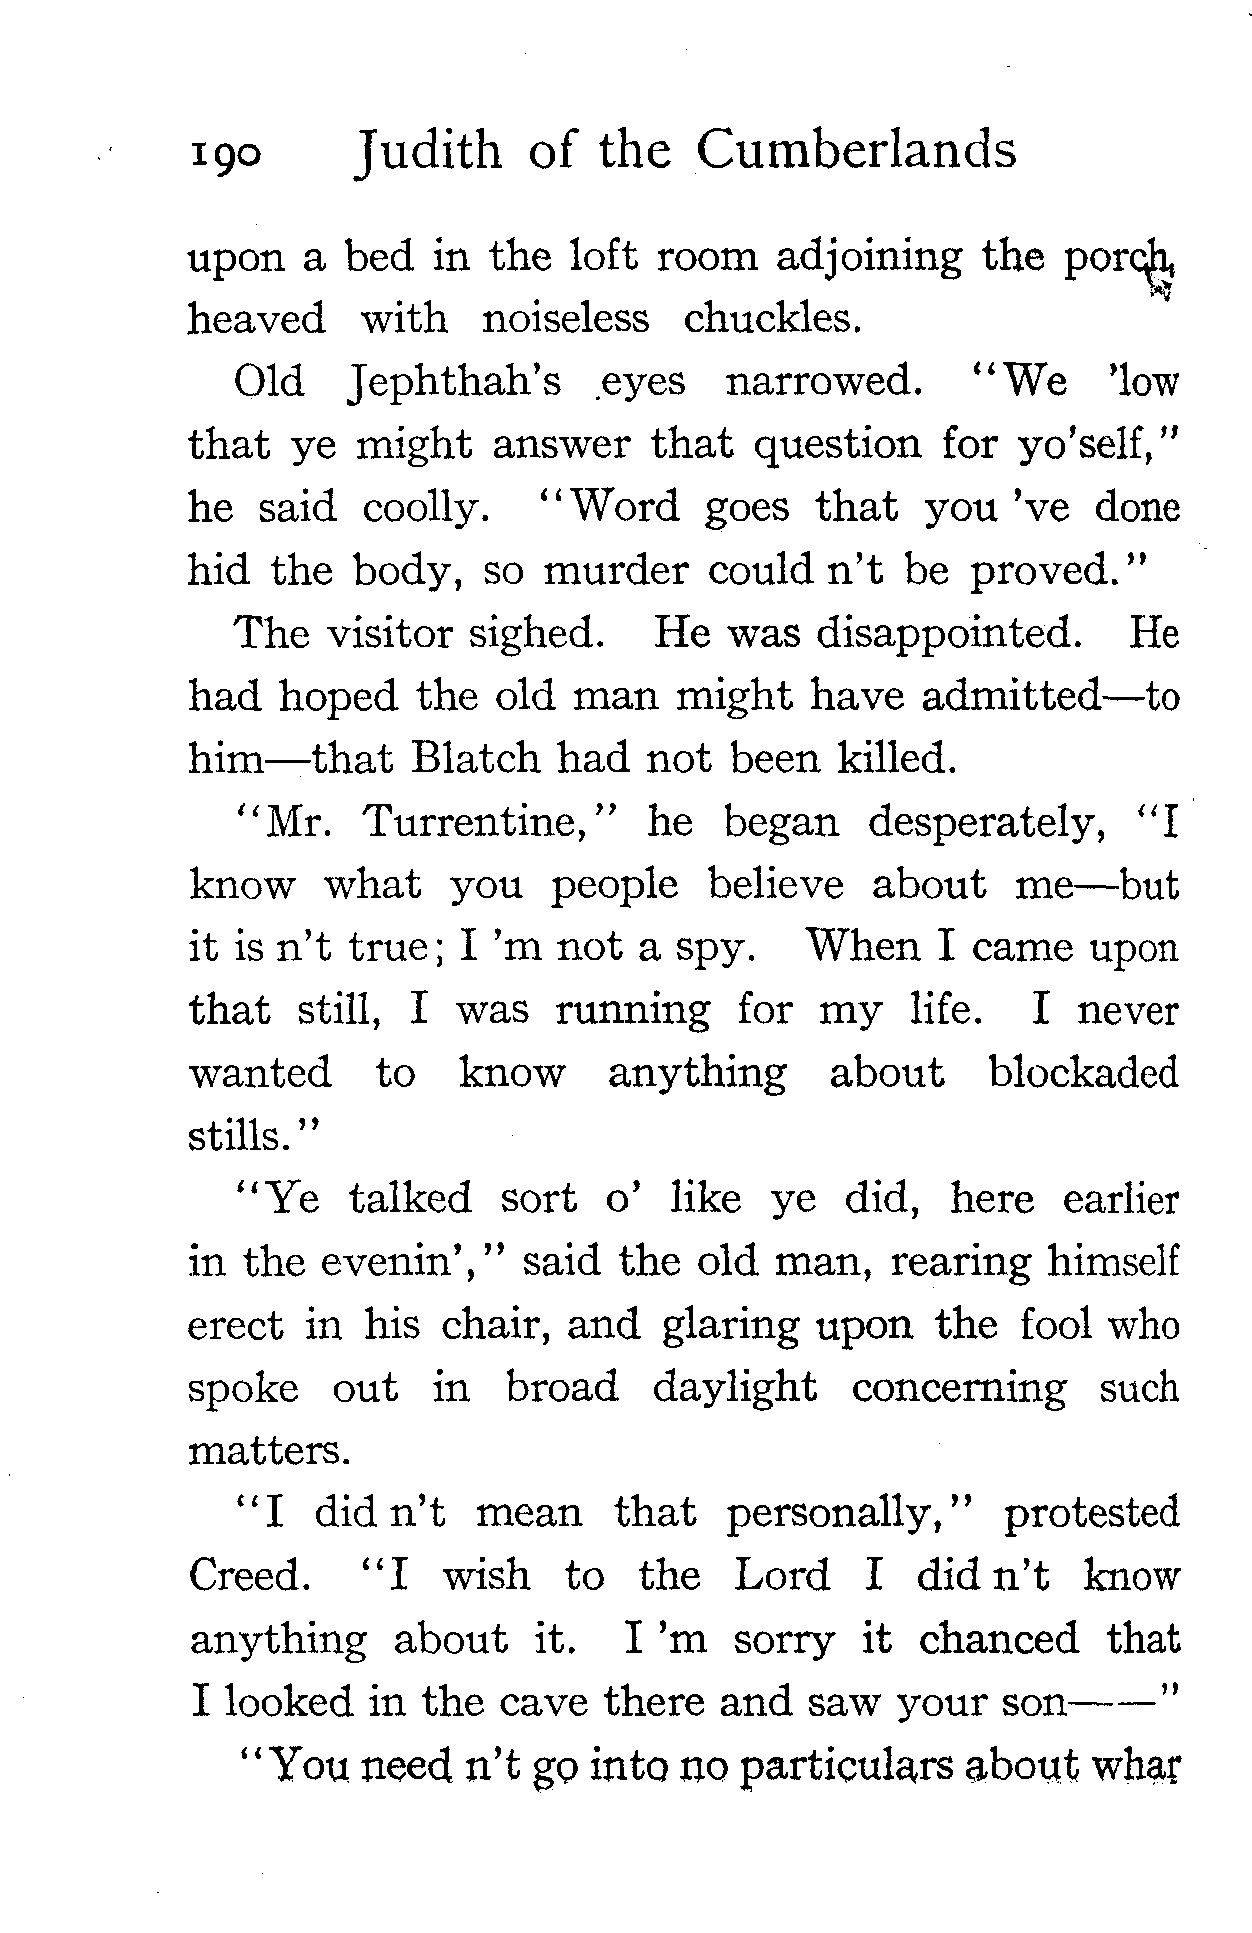 190 Judith of the Cumberlands
upon a bed in the loft room adjoining the porch,
heaved with noiseless chuckles.
Old Jephthah's eyes narrowed. "We 'low
that ye might answer that question for yo'self,"
he said coolly. "Word goes that you 've done
hid the body, so murder could n't be proved."
The visitor sighed. He was disappointed. He
had hoped the old man might have admitted—to
him—that Blatch had not been killed.
"Mr. Turrentine," he began desperately, "I
know what you people believe about me—but
it is n't true; I 'm not a spy. When I came upon
that still, I was running for my life. I never
wanted to know anything about blockaded
stills."
"Ye talked sort o' like ye did, here earlier
in the evenin'," said the old man, rearing himself
erect in his chair, and glaring upon the fool who
spoke out in broad daylight concerning such
matters.
"I did n't mean that personally," protested
Creed. "I wish to the Lord I did n't know
anything about it. I 'm sorry it chanced that
I looked in the cave there and saw your son——"
"You need n't go into no particulars about whar